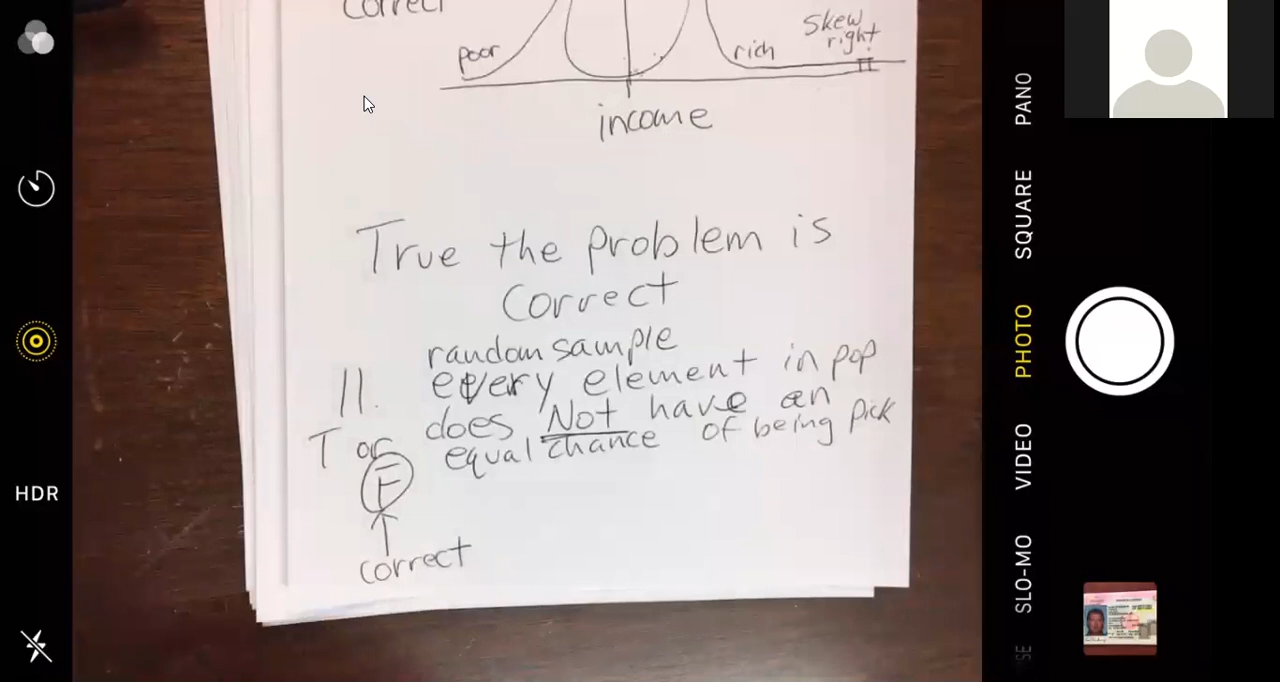 Correct
poor
rich
Skew
right
income
True the problem is
Correct
random sample
11. every element in pop
does Not have an
T or F equal chance of being pick
correct
HDR
PANO
SQUARE
PHOTO
VIDEO
SLO-MO
SE